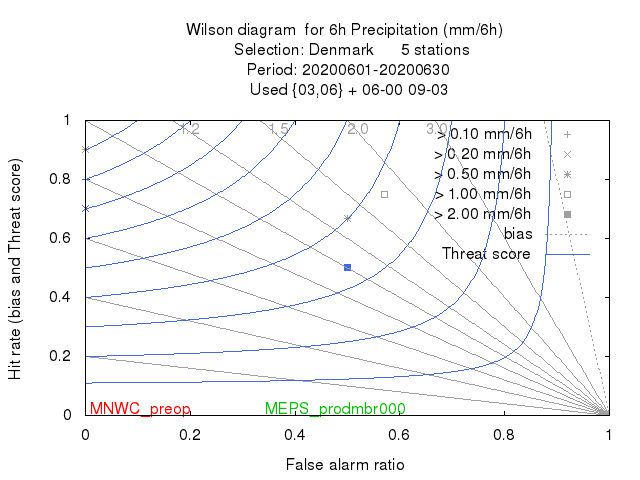 Wilson diagram  for 6h Precipitation (mm/6h)
Selection: Denmark      5 stations
Period: 20200601-20200630
Used {03,06} + 06-00 09-03
1.2 1.5 2.0 3.0
> 0.10 mm/6h
> 0.20 mm/6h
> 0.50 mm/6h
> 1.00 mm/6h
> 2.00 mm/6h
bias
Threat score
Hit rate (bias and Threat score)
1
0.8
0.6
0.4
0.2
0
MNWC_preop MEPS_prodmbr000
0 0.2 0.4 0.6 0.8 1
False alarm ratio